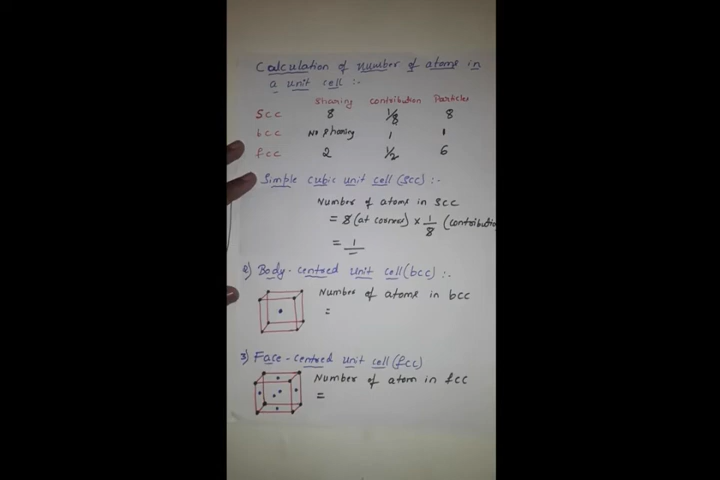 Calculation of number of atoms in
a unit cell :-
Sharing contribution Particles
Scc 8 1/8 8
bcc No sharing 1 1
fcc 2 1/2 6
Simple cubic unit cell (scc) :-
Number of atoms in scc
= 8 (at corner) × 1/8 (contribution
= 1
2) Body-centred unit cell (bcc) :-
Number of atoms in bcc
=
3) Face-centred unit cell (fcc)
Number of atom in fcc
=